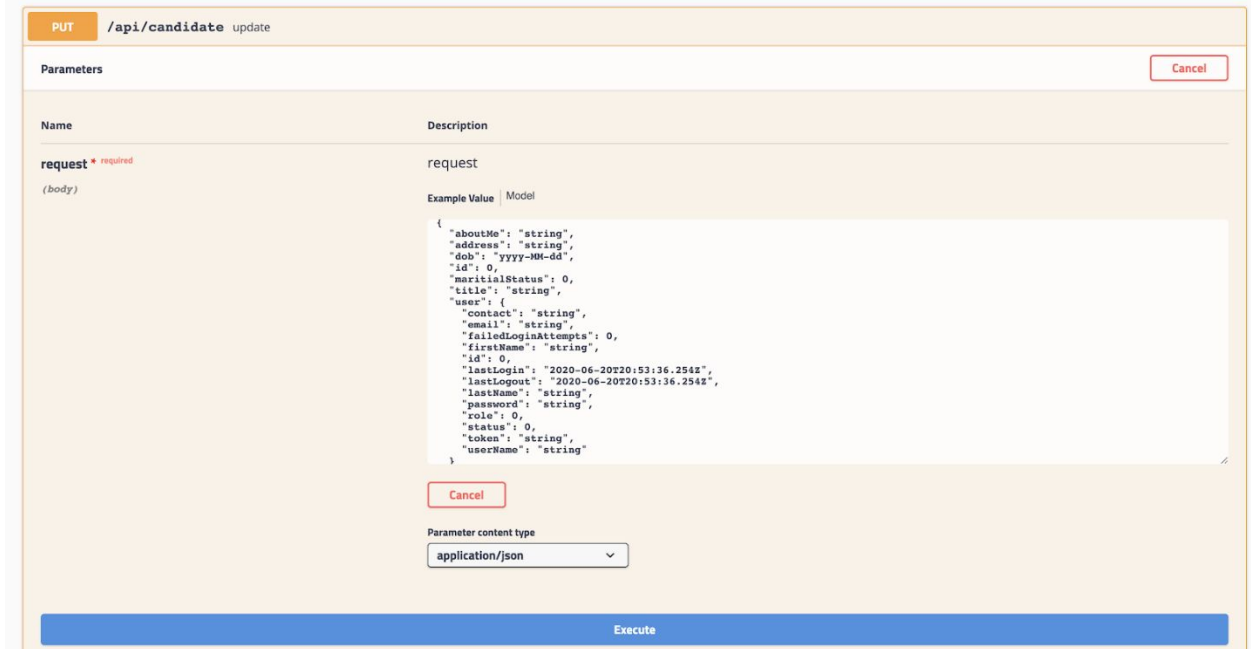 PUT /api/candidate update
Parameters Cancel
Name Description
request * required request
(body)
Example Value Model
{
"aboutMe": "string",
"address": "string",
"dob": "yyyy-MM-dd",
"id": 0,
"maritialStatus": 0,
"title": "string",
"user": {
"contact": "string",
"email": "string",
"failedLoginAttempts": 0,
"firstName": "string",
"id": 0,
"lastLogin": "2020-06-20T20:53:36.254Z",
"lastLogout": "2020-06-20T20:53:36.254Z",
"lastName": "string",
"password": "string",
"role": 0,
"status": 0,
"token": "string",
"userName": "string"
}
Cancel
Parameter content type
application/json
Execute